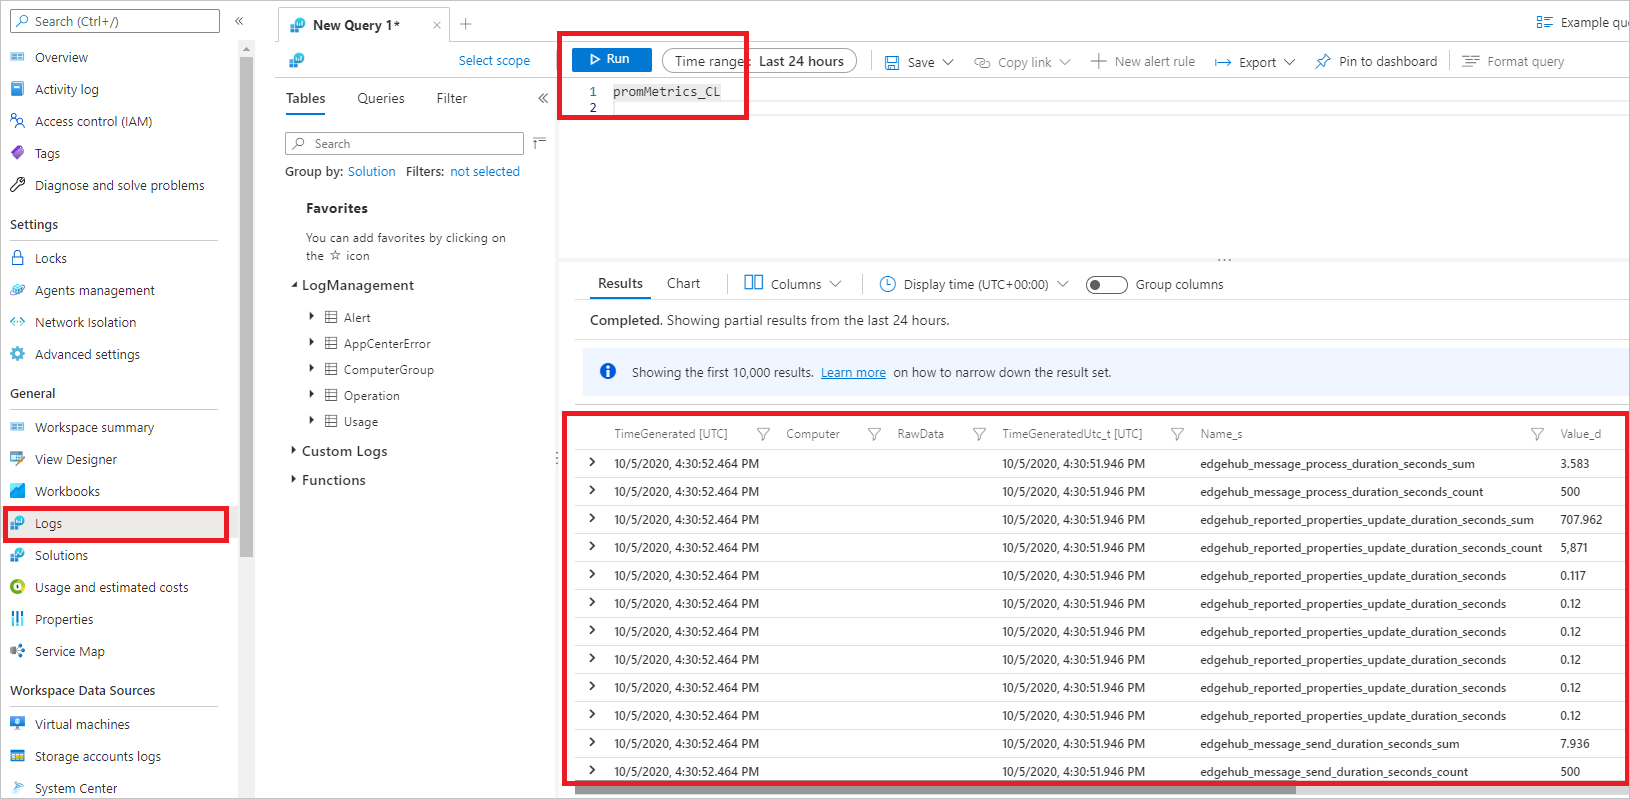 Search (Ctrl+/)
«
Overview
Activity log
Access control (IAM)
Tags
Diagnose and solve problems
Settings
Locks
Agents management
Network Isolation
Advanced settings
General
Workspace summary
View Designer
Workbooks
Logs
Solutions
Usage and estimated costs
Properties
Service Map
Workspace Data Sources
Virtual machines
Storage accounts logs
System Center
New Query 1*
Select scope
Tables Queries Filter «
Search
Group by: Solution Filters: not selected
Favorites
You can add favorites by clicking on
the ☆ icon
LogManagement
Alert
AppCenterError
ComputerGroup
Operation
Usage
Custom Logs
Functions
Example que
Run Time range: Last 24 hours Save Copy link New alert rule Export Pin to dashboard Format query
1 promMetrics_CL
2
Results Chart Columns Display time (UTC+00:00) Group columns
Completed. Showing partial results from the last 24 hours.
Showing the first 10,000 results. Learn more on how to narrow down the result set.
TimeGenerated [UTC] Computer RawData TimeGeneratedUtc_t [UTC] Name_s Value_d
10/5/2020, 4:30:52.464 PM 10/5/2020, 4:30:51.946 PM edgehub_message_process_duration_seconds_sum 3.583
10/5/2020, 4:30:52.464 PM 10/5/2020, 4:30:51.946 PM edgehub_message_process_duration_seconds_count 500
10/5/2020, 4:30:52.464 PM 10/5/2020, 4:30:51.946 PM edgehub_reported_properties_update_duration_seconds_sum 707.962
10/5/2020, 4:30:52.464 PM 10/5/2020, 4:30:51.946 PM edgehub_reported_properties_update_duration_seconds_count 5,871
10/5/2020, 4:30:52.464 PM 10/5/2020, 4:30:51.946 PM edgehub_reported_properties_update_duration_seconds 0.117
10/5/2020, 4:30:52.464 PM 10/5/2020, 4:30:51.946 PM edgehub_reported_properties_update_duration_seconds 0.12
10/5/2020, 4:30:52.464 PM 10/5/2020, 4:30:51.946 PM edgehub_reported_properties_update_duration_seconds 0.12
10/5/2020, 4:30:52.464 PM 10/5/2020, 4:30:51.946 PM edgehub_reported_properties_update_duration_seconds 0.12
10/5/2020, 4:30:52.464 PM 10/5/2020, 4:30:51.946 PM edgehub_reported_properties_update_duration_seconds 0.12
10/5/2020, 4:30:52.464 PM 10/5/2020, 4:30:51.946 PM edgehub_reported_properties_update_duration_seconds 0.12
10/5/2020, 4:30:52.464 PM 10/5/2020, 4:30:51.946 PM edgehub_message_send_duration_seconds_sum 7.936
10/5/2020, 4:30:52.464 PM 10/5/2020, 4:30:51.946 PM edgehub_message_send_duration_seconds_count 500